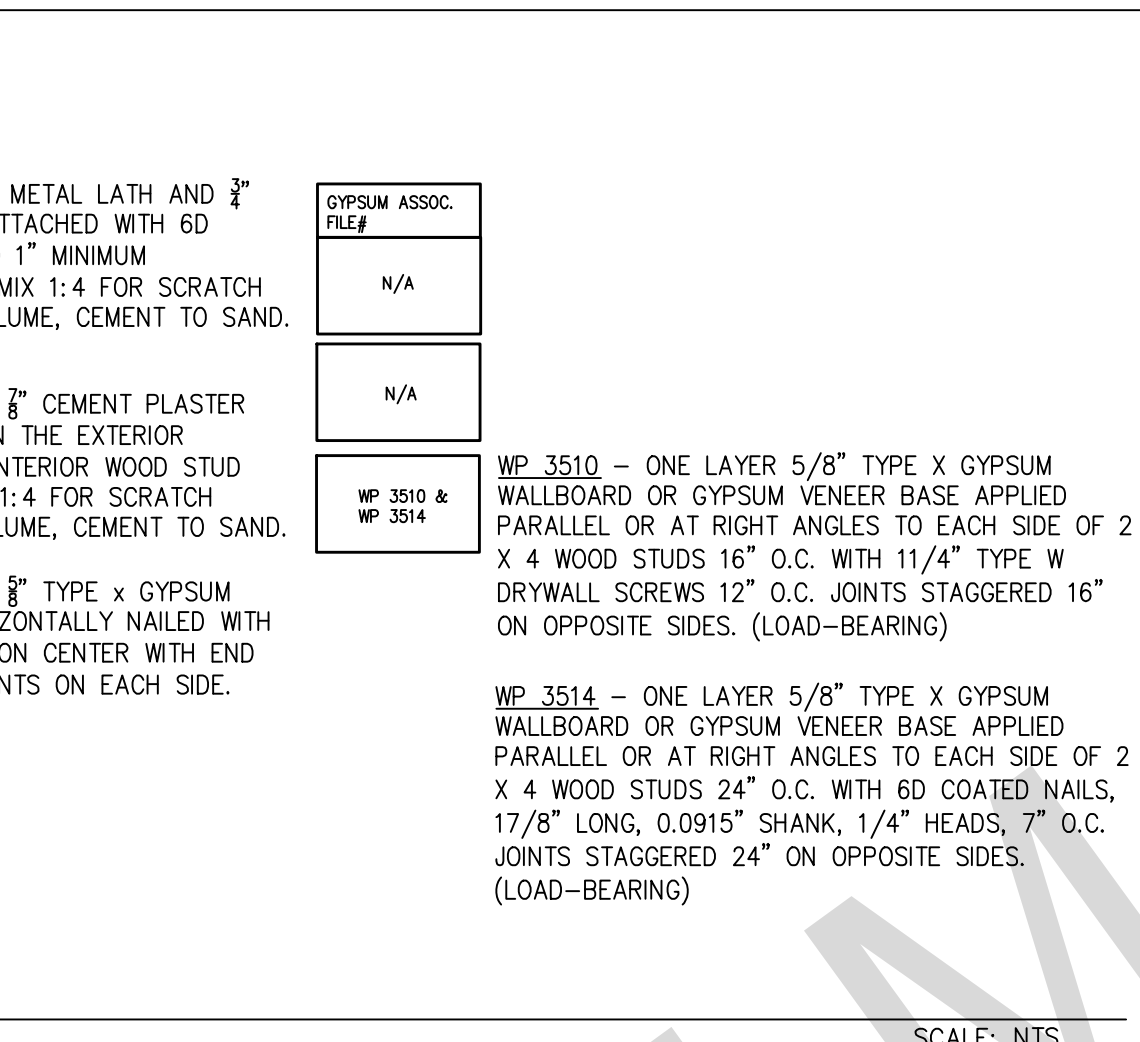 METAL LATH AND 3/4"
TTACHED WITH 6D
1" MINIMUM
MIX 1:4 FOR SCRATCH
LUME, CEMENT TO SAND.
7/8" CEMENT PLASTER
N THE EXTERIOR
NTERIOR WOOD STUD
1:4 FOR SCRATCH
LUME, CEMENT TO SAND.
5/8" TYPE x GYPSUM
ZONTALLY NAILED WITH
ON CENTER WITH END
NTS ON EACH SIDE.
GYPSUM ASSOC.
FILE#
N/A
N/A
WP 3510 &
WP 3514
WP 3510 – ONE LAYER 5/8" TYPE X GYPSUM
WALLBOARD OR GYPSUM VENEER BASE APPLIED
PARALLEL OR AT RIGHT ANGLES TO EACH SIDE OF 2
X 4 WOOD STUDS 16" O.C. WITH 11/4" TYPE W
DRYWALL SCREWS 12" O.C. JOINTS STAGGERED 16"
ON OPPOSITE SIDES. (LOAD–BEARING)
WP 3514 – ONE LAYER 5/8" TYPE X GYPSUM
WALLBOARD OR GYPSUM VENEER BASE APPLIED
PARALLEL OR AT RIGHT ANGLES TO EACH SIDE OF 2
X 4 WOOD STUDS 24" O.C. WITH 6D COATED NAILS,
17/8" LONG, 0.0915" SHANK, 1/4" HEADS, 7" O.C.
JOINTS STAGGERED 24" ON OPPOSITE SIDES.
(LOAD–BEARING)
SCALE: NTS